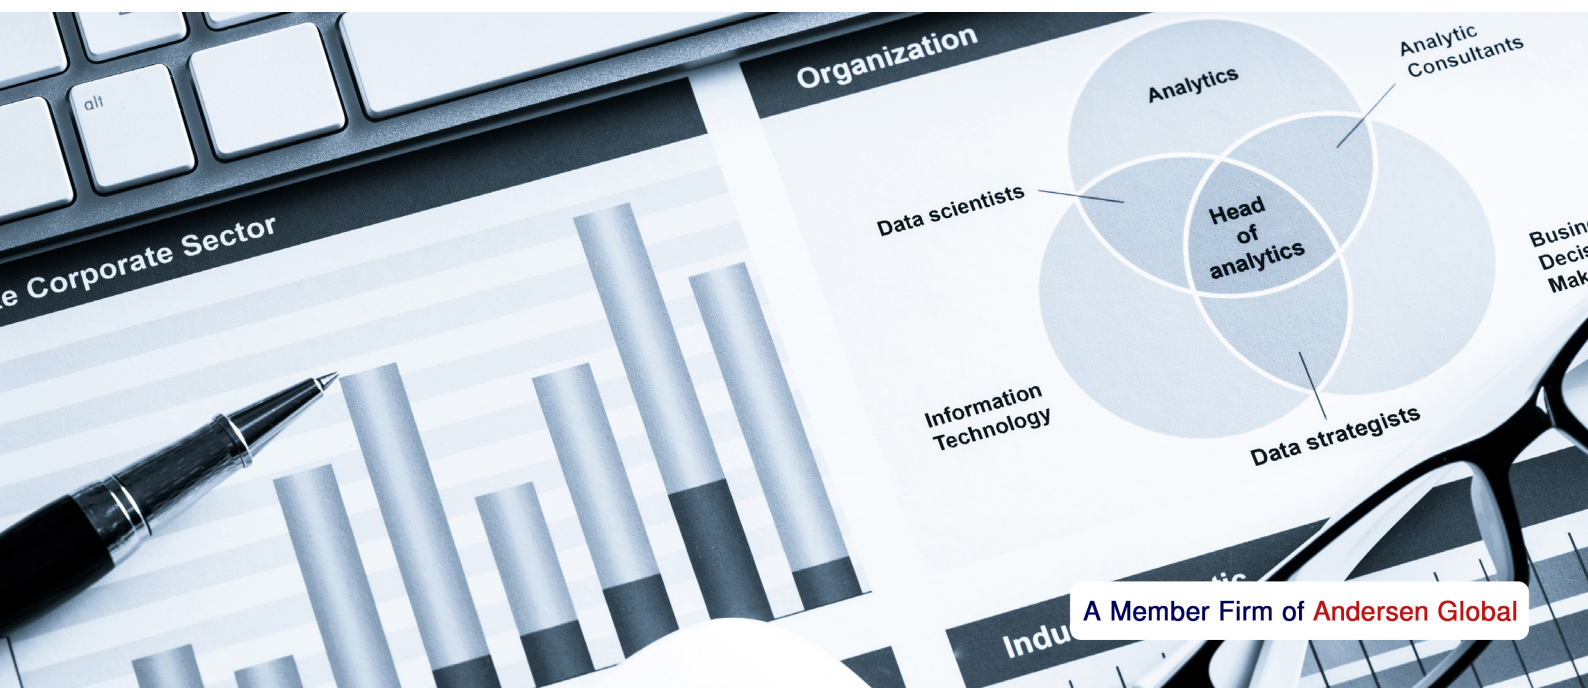 alt
e Corporate Sector
Organization
Analytics
Analytic
Consultants
Data scientists
Head
of
analytics
Information
Technology
Data strategists
A Member Firm of Andersen Global